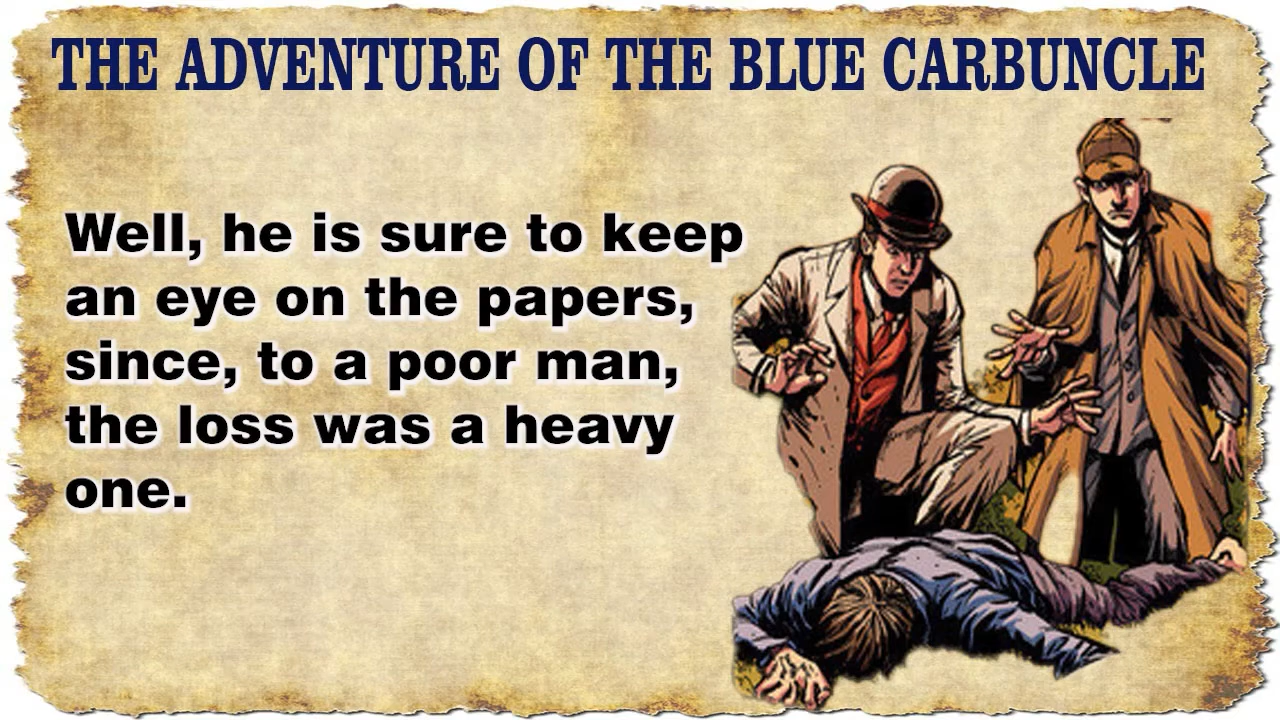 THE ADVENTURE OF THE BLUE CARBUNCLE
Well, he is sure to keep
an eye on the papers,
since, to a poor man,
the loss was a heavy
one.